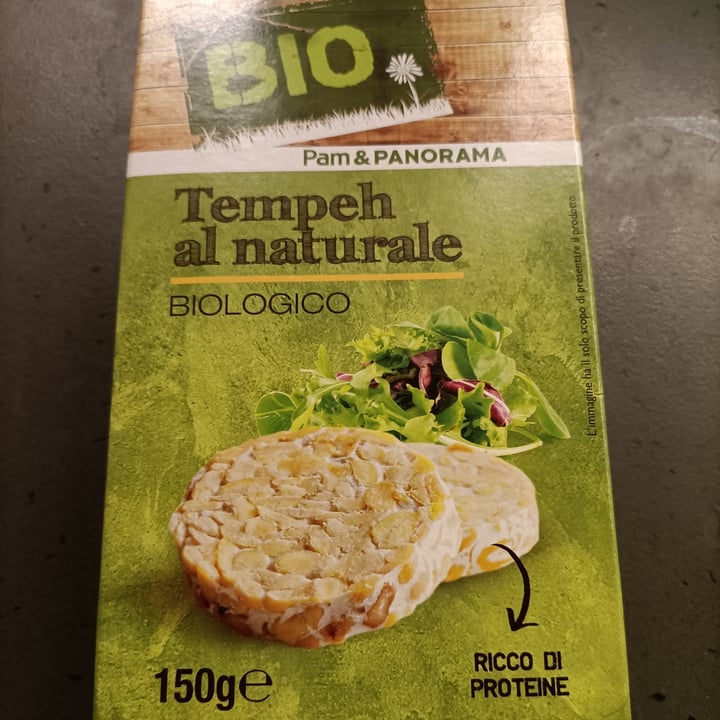 BIO
Pam & PANORAMA
Tempeh
al naturale
BIOLOGICO
L'immagine ha il solo scopo di presentare il prodotto
150g e
RICCO DI
PROTEINE